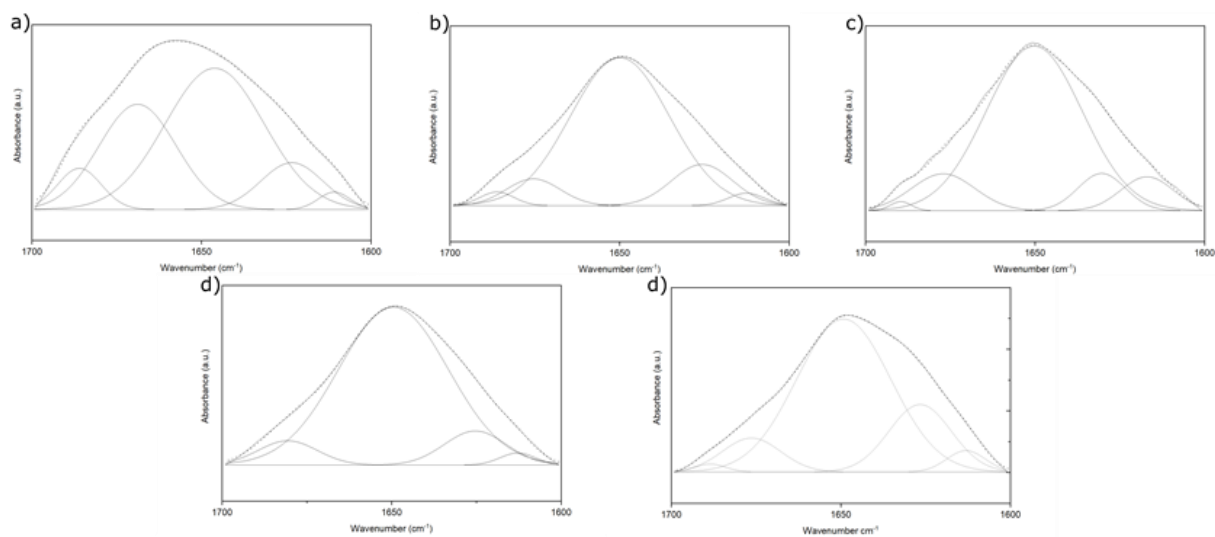 a)
Absorbance (a.u.)
1700 1650 1600
Wavenumber (cm⁻¹)
b)
Absorbance (a.u.)
1700 1650 1600
Wavenumber (cm⁻¹)
c)
Absorbance (a.u.)
1700 1650 1600
Wavenumber (cm⁻¹)
d)
Absorbance (a.u.)
1700 1650 1600
Wavenumber (cm⁻¹)
d)
Absorbance (a.u.)
1700 1650 1600
Wavenumber cm⁻¹